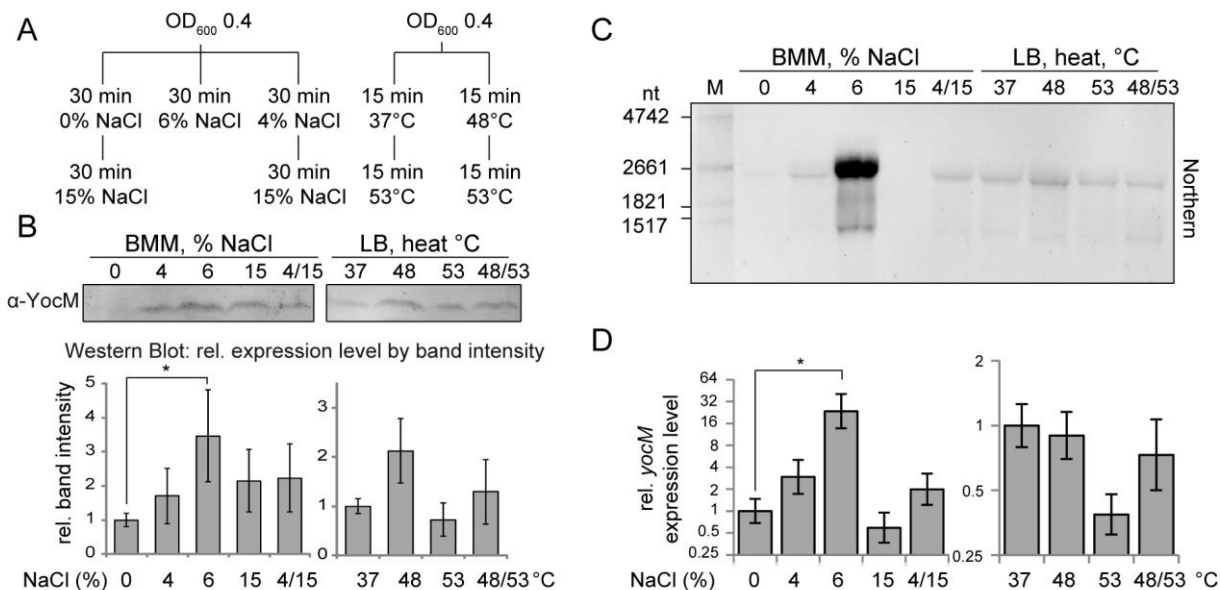 A
OD600 0.4
OD600 0.4
30 min 30 min 30 min 15 min 15 min
0% NaCl 6% NaCl 4% NaCl 37°C 48°C
30 min 30 min 15 min 15 min
15% NaCl 15% NaCl 53°C 53°C
B
BMM, % NaCl LB, heat °C
0 4 6 15 4/15 37 48 53 48/53
α-YocM
Western Blot: rel. expression level by band intensity
rel. band intensity
5
4
3
2
1
0
*
3
2
1
0
NaCl (%) 0 4 6 15 4/15 37 48 53 48/53 °C
C
BMM, % NaCl LB, heat, °C
nt M 0 4 6 15 4/15 37 48 53 48/53
4742
2661
1821
1517
Northern
D
rel. yocM
expression level
64
32
16
8
4
2
1
0.5
0.25
*
2
1
0.5
0.25
NaCl (%) 0 4 6 15 4/15 37 48 53 48/53 °C